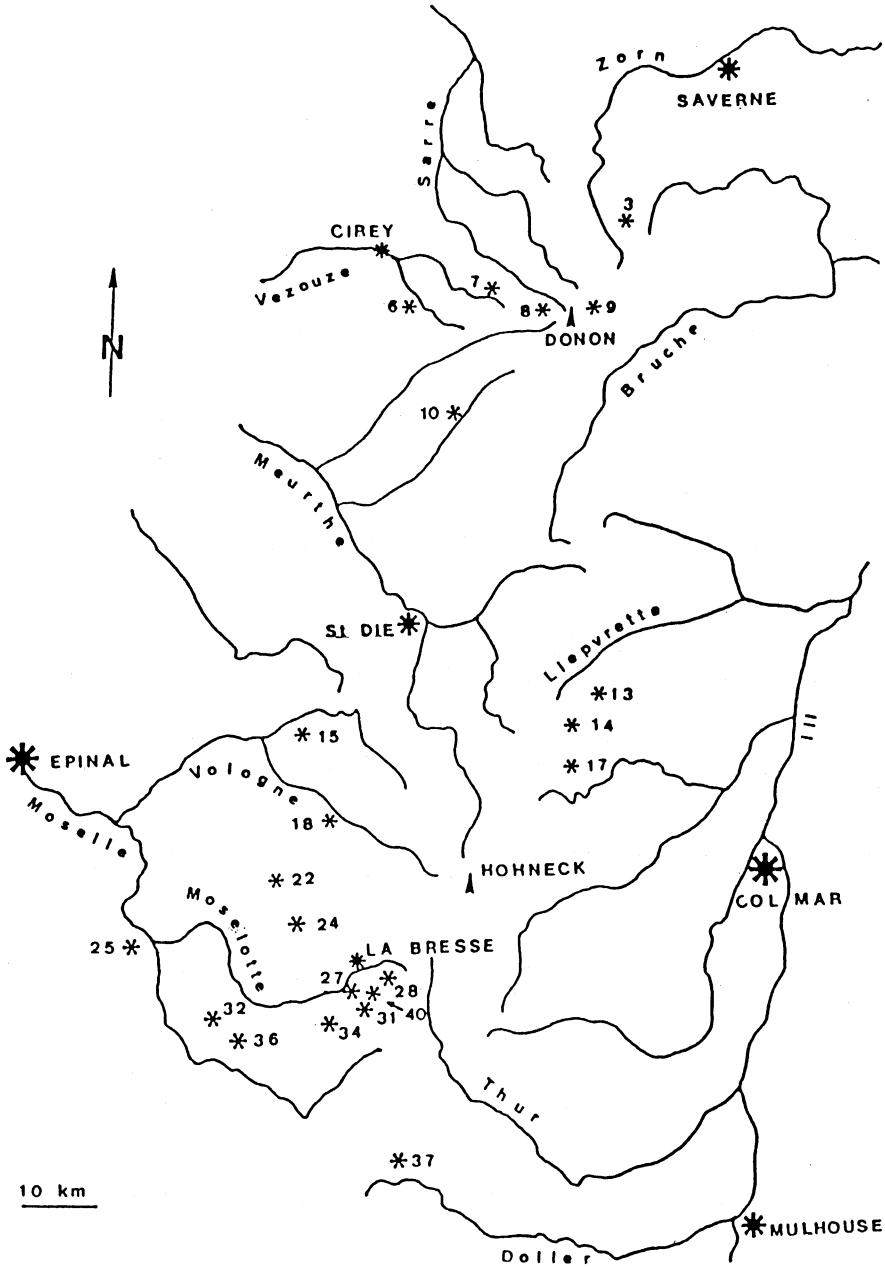 Zorn
SAVERNE
Sarre
3
CIREY
Vezouze
7
6
8
9
DONON
N
Bruche
10
Meurthe
St DIE
Liepvrette
13
14
15
EPINAL
17
Vologne
Moselle
18
HOHNECK
22
COLMAR
Moselotte
24
25
LA BRESSE
27
28
32
31
40
34
36
Thur
37
10 km
MULHOUSE
Doller